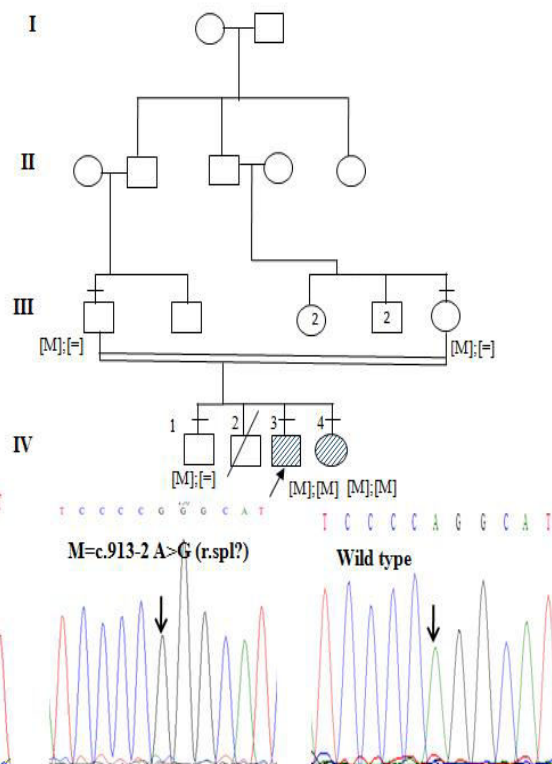 I
II
III
2
2
[M];[=]
[M];[=]
IV
1
2
3
4
[M];[=]
[M];[M] [M];[M]
T C C C C G G G C A T
T C C C C A G G C A T
M=c.913-2 A>G (r.spl?)
Wild type